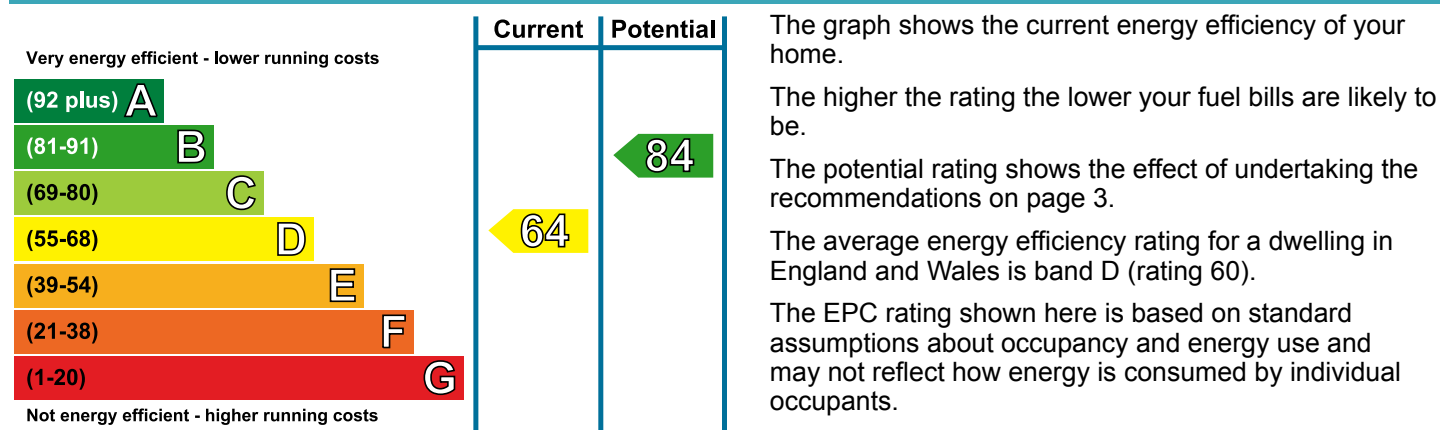 Current Potential
Very energy efficient - lower running costs
(92 plus) A
(81-91) B
84
(69-80) C
(55-68) D
64
(39-54) E
(21-38) F
(1-20) G
Not energy efficient - higher running costs
The graph shows the current energy efficiency of your
home.
The higher the rating the lower your fuel bills are likely to
be.
The potential rating shows the effect of undertaking the
recommendations on page 3.
The average energy efficiency rating for a dwelling in
England and Wales is band D (rating 60).
The EPC rating shown here is based on standard
assumptions about occupancy and energy use and
may not reflect how energy is consumed by individual
occupants.